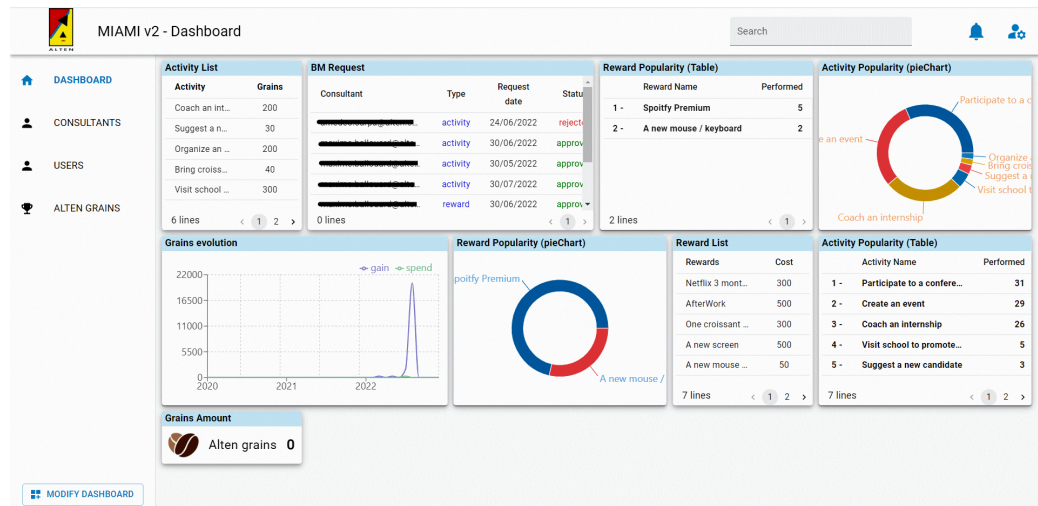 ALTEN
MIAMI v2 - Dashboard
Search
DASHBOARD
CONSULTANTS
USERS
ALTEN GRAINS
MODIFY DASHBOARD
Activity List
Activity Grains
Coach an int... 200
Suggest a n... 30
Organize an ... 200
Bring croiss... 40
Visit school ... 300
6 lines < 1 2 >
BM Request
Consultant Type Request date Statu
activity 24/06/2022 reject
activity 30/06/2022 approv
activity 30/05/2022 approv
activity 30/07/2022 approv
reward 30/06/2022 approv
0 lines < 1 >
Reward Popularity (Table)
Reward Name Performed
1 - Spoitfy Premium 5
2 - A new mouse / keyboard 2
2 lines < 1 >
Activity Popularity (pieChart)
Participate to a c
e an event
Organize
Bring crois
Suggest a
Visit school t
Coach an internship
Grains evolution
gain spend
22000
16500
11000
5500
0
2020 2021 2022
Reward Popularity (pieChart)
poitfy Premium
A new mouse /
Reward List
Rewards Cost
Netflix 3 mont... 300
AfterWork 500
One croissant ... 300
A new screen 500
A new mouse ... 50
7 lines < 1 2 >
Activity Popularity (Table)
Activity Name Performed
1 - Participate to a confere... 31
2 - Create an event 29
3 - Coach an internship 26
4 - Visit school to promote... 5
5 - Suggest a new candidate 3
7 lines < 1 2 >
Grains Amount
Alten grains 0